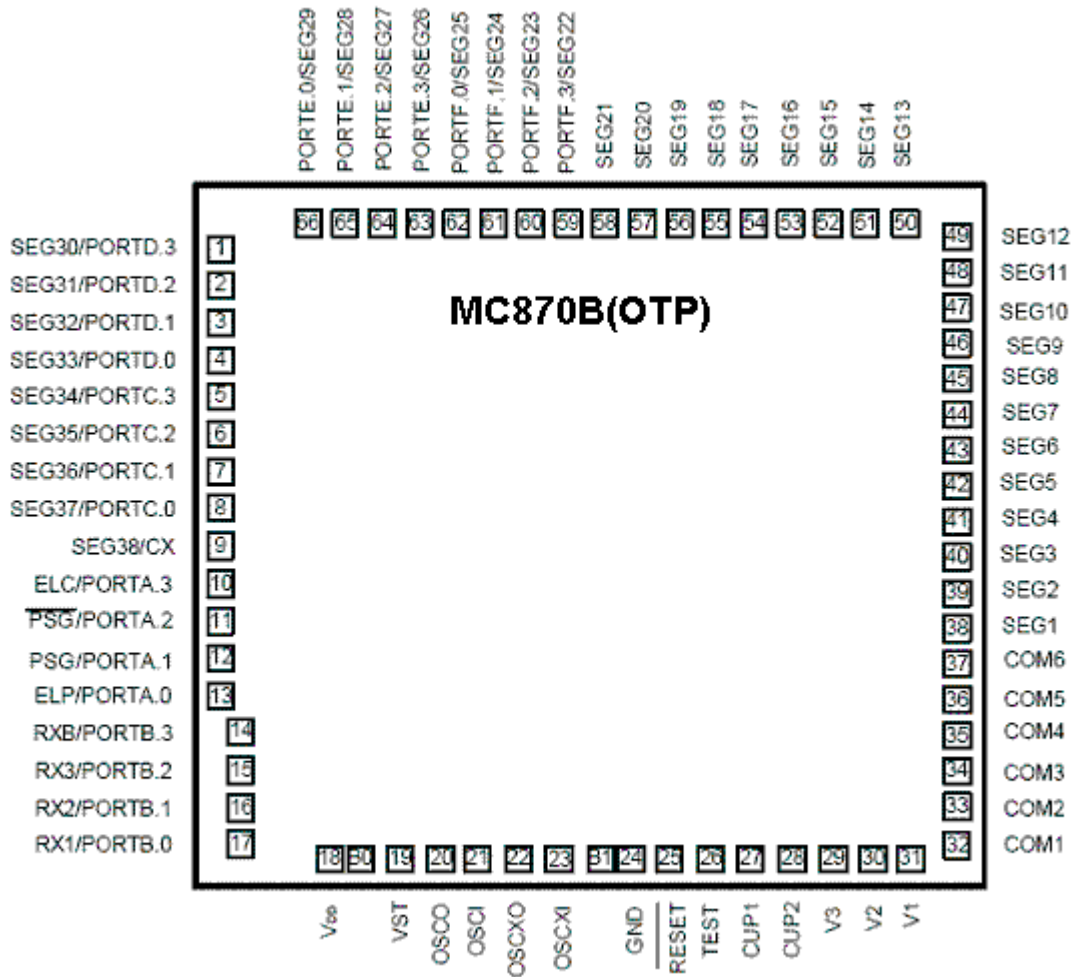 PORTE.0/SEG29
PORTE.1/SEG28
PORTE.2/SEG27
PORTE.3/SEG26
PORTF.0/SEG25
PORTF.1/SEG24
PORTF.2/SEG23
PORTF.3/SEG22
SEG21
SEG20
SEG19
SEG18
SEG17
SEG16
SEG15
SEG14
SEG13
66 65 64 63 62 61 60 59 58 57 56 55 54 53 52 51 50
MC870B(OTP)
SEG30/PORTD.3 1
SEG31/PORTD.2 2
SEG32/PORTD.1 3
SEG33/PORTD.0 4
SEG34/PORTC.3 5
SEG35/PORTC.2 6
SEG36/PORTC.1 7
SEG37/PORTC.0 8
SEG38/CX 9
ELC/PORTA.3 10
PSG/PORTA.2 11
PSG/PORTA.1 12
ELP/PORTA.0 13
RXB/PORTB.3 14
RX3/PORTB.2 15
RX2/PORTB.1 16
RX1/PORTB.0 17
49 SEG12
48 SEG11
47 SEG10
46 SEG9
45 SEG8
44 SEG7
43 SEG6
42 SEG5
41 SEG4
40 SEG3
39 SEG2
38 SEG1
37 COM6
36 COM5
35 COM4
34 COM3
33 COM2
32 COM1
18 B0 19 20 21 22 23 B1 24 25 26 27 28 29 30 31
VDD
VST
OSCO
OSCI
OSCXO
OSCXI
GND
RESET
TEST
CUP1
CUP2
V3
V2
V1